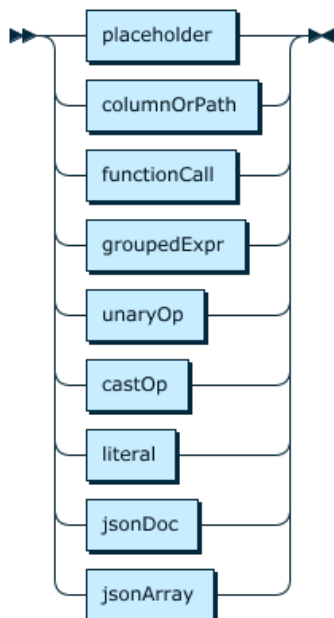 placeholder
columnOrPath
functionCall
groupedExpr
unaryOp
castOp
literal
jsonDoc
jsonArray